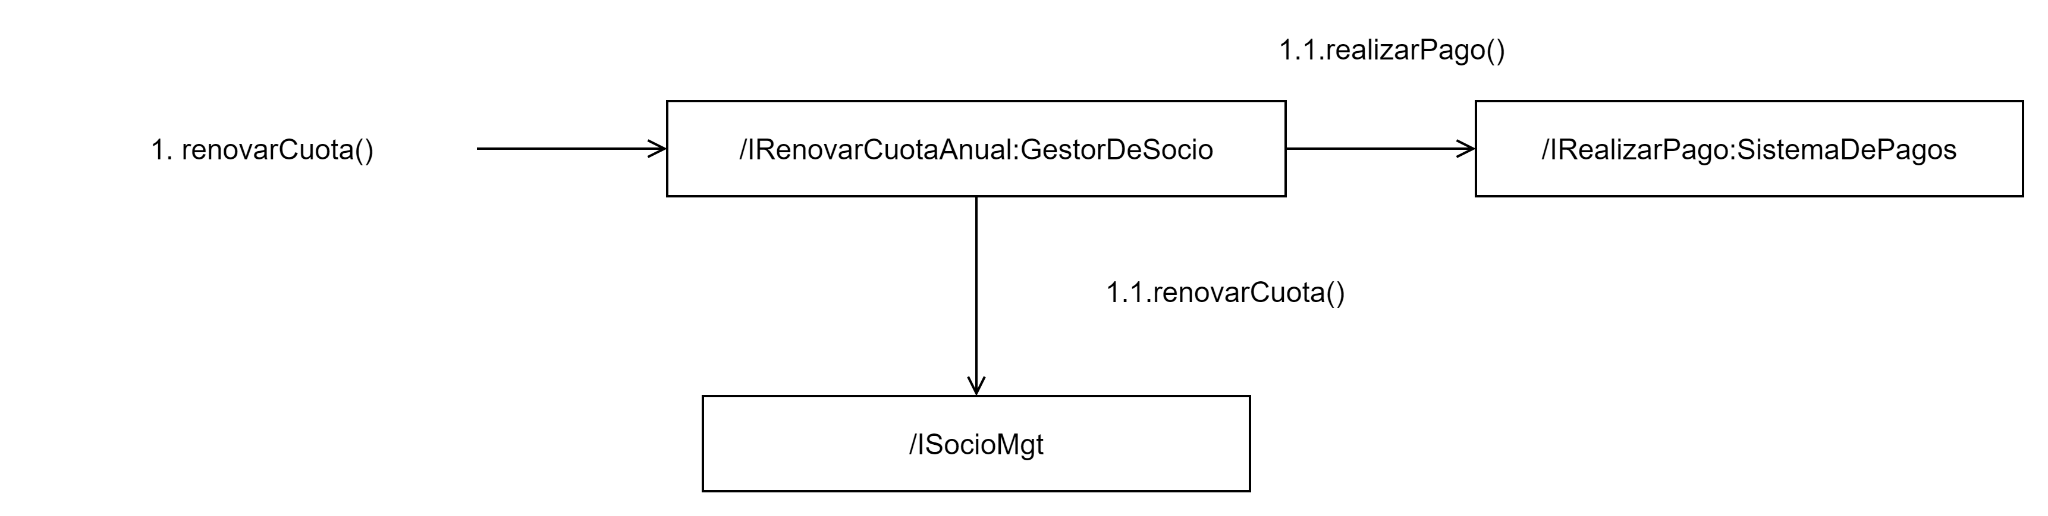 1.1.realizarPago()
1. renovarCuota()
/IRenovarCuotaAnual:GestorDeSocio
/IRealizarPago:SistemaDePagos
1.1.renovarCuota()
/ISocioMgt